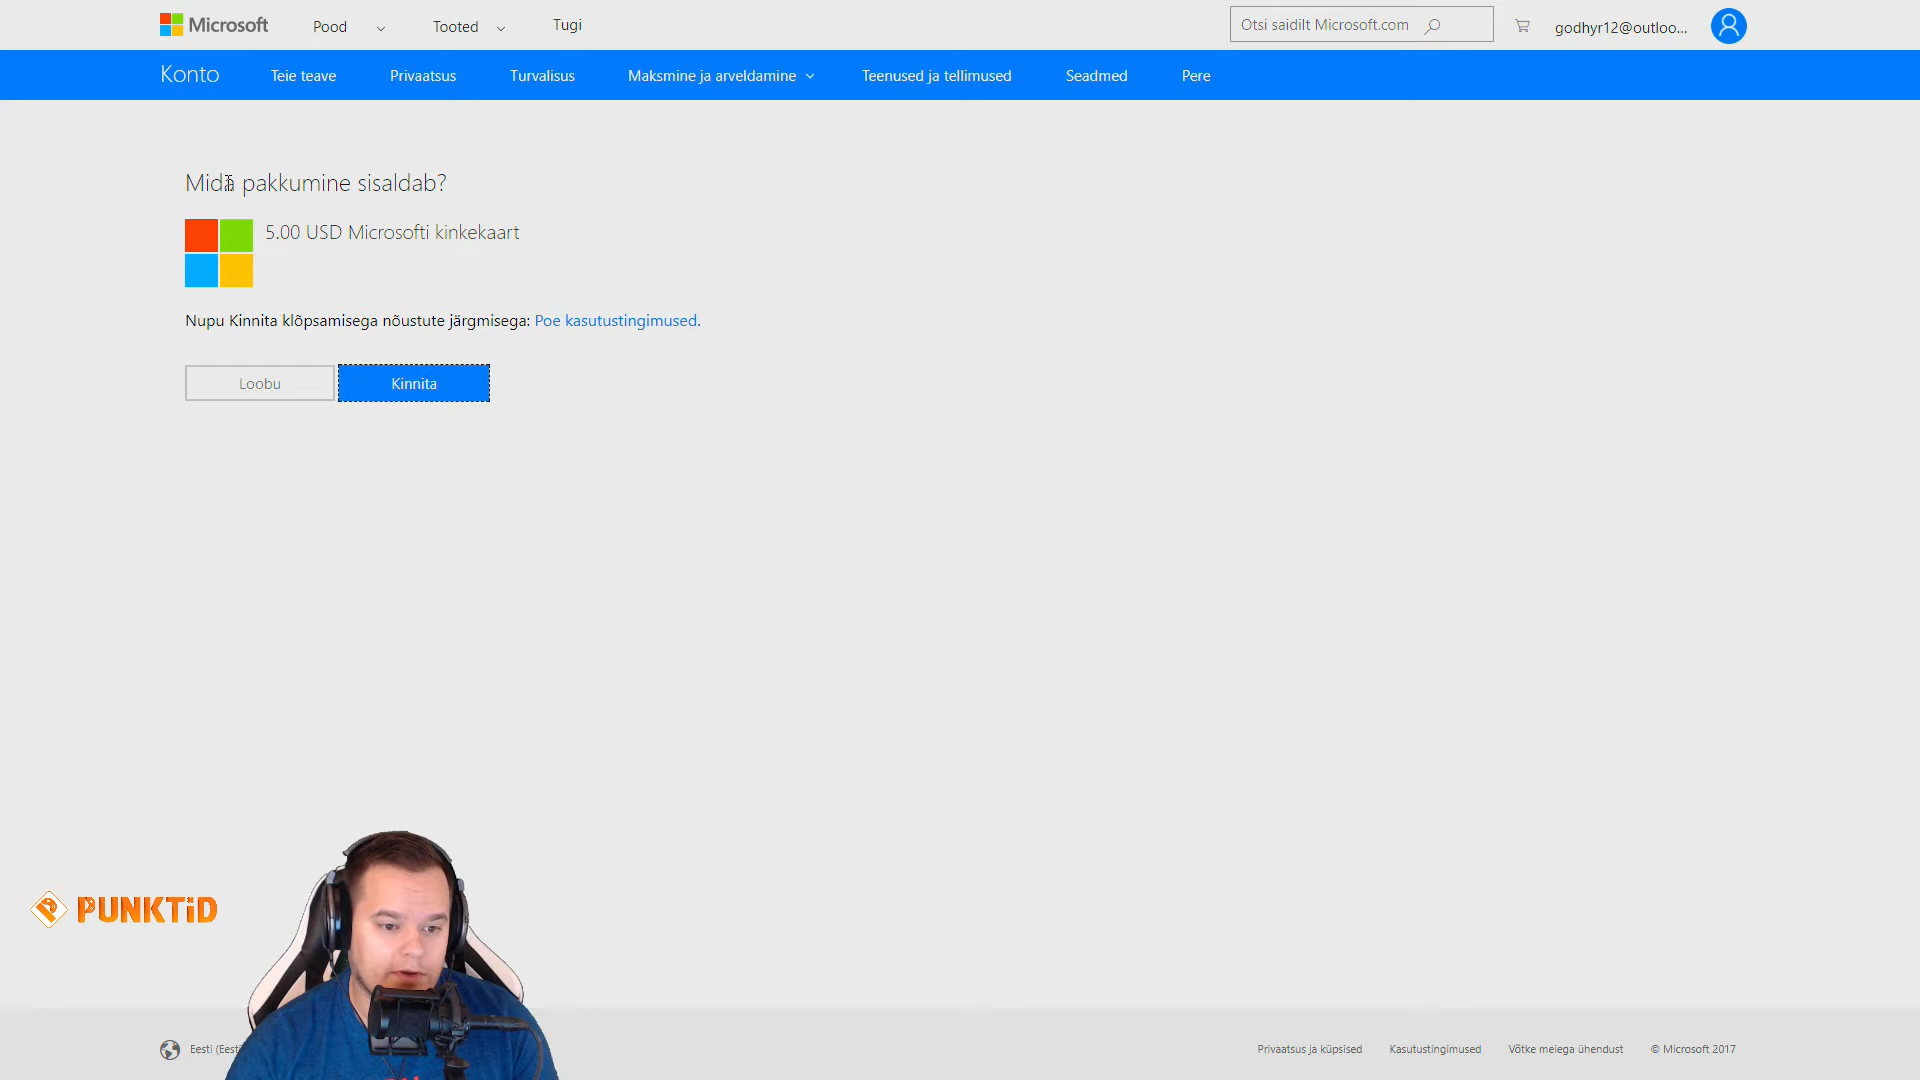 Microsoft Pood Tooted Tugi Otsi saidilt Microsoft.com godhyr12@outloo...
Konto Teie teave Privaatsus Turvalisus Maksmine ja arveldamine Teenused ja tellimused Seadmed Pere
Mida pakkumine sisaldab?
5.00 USD Microsofti kinkekaart
Nupu Kinnita klõpsamisega nõustute järgmisega: Poe kasutustingimused.
Loobu Kinnita
PUNKTiD
Eesti (Eesti
Privaatsus ja küpsised Kasutustingimused Võtke meiega ühendust © Microsoft 2017